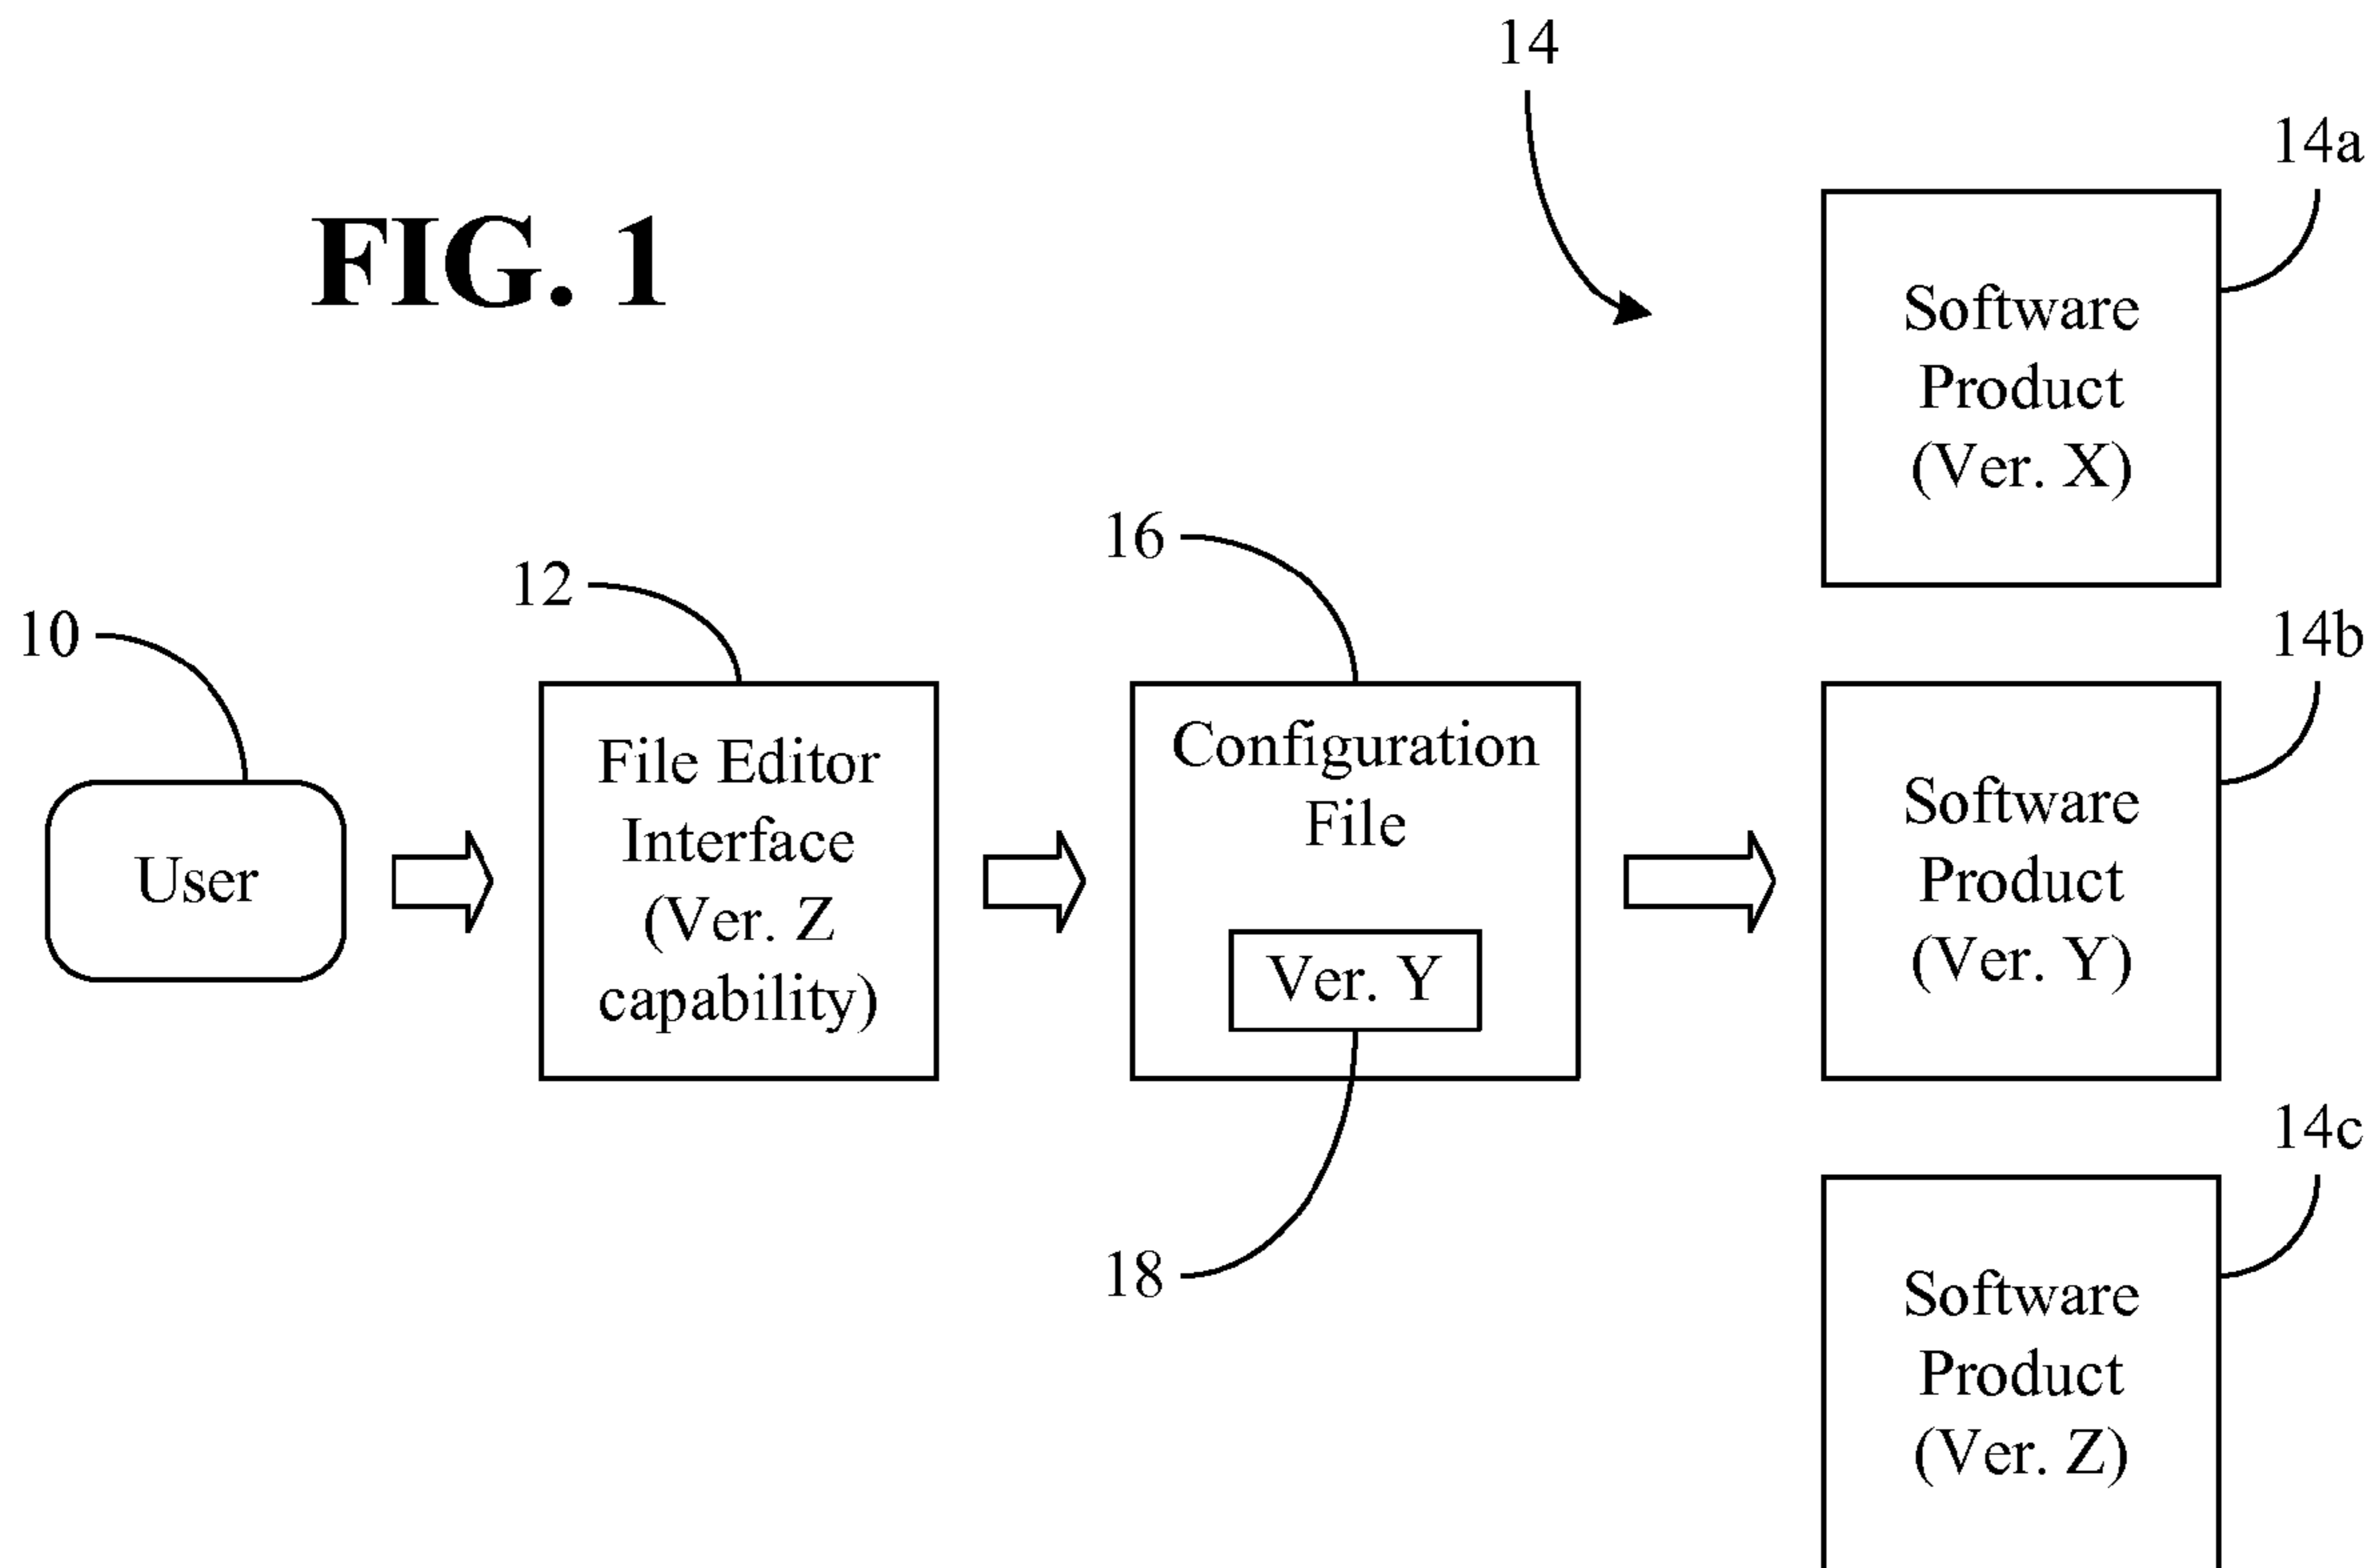 FIG. 1
14
14a
Software
Product
(Ver. X)
10
User
12
File Editor
Interface
(Ver. Z
capability)
16
Configuration
File
Ver. Y
18
14b
Software
Product
(Ver. Y)
14c
Software
Product
(Ver. Z)